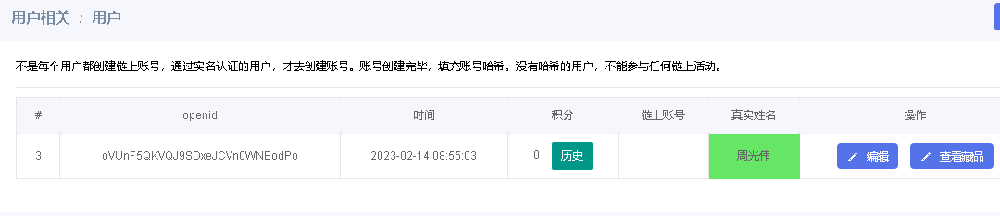 用户相关 / 用户
不是每个用户都创建链上账号，通过实名认证的用户，才去创建账号。账号创建完毕，填充账号哈希。没有哈希的用户，不能参与任何链上活动。
# openid 时间 积分 链上账号 真实姓名 操作
3 oVUnF5QKVQJ9SDxeJCVn0WNEodPo 2023-02-14 08:55:03 0 历史 周光伟 编辑 查看藏品